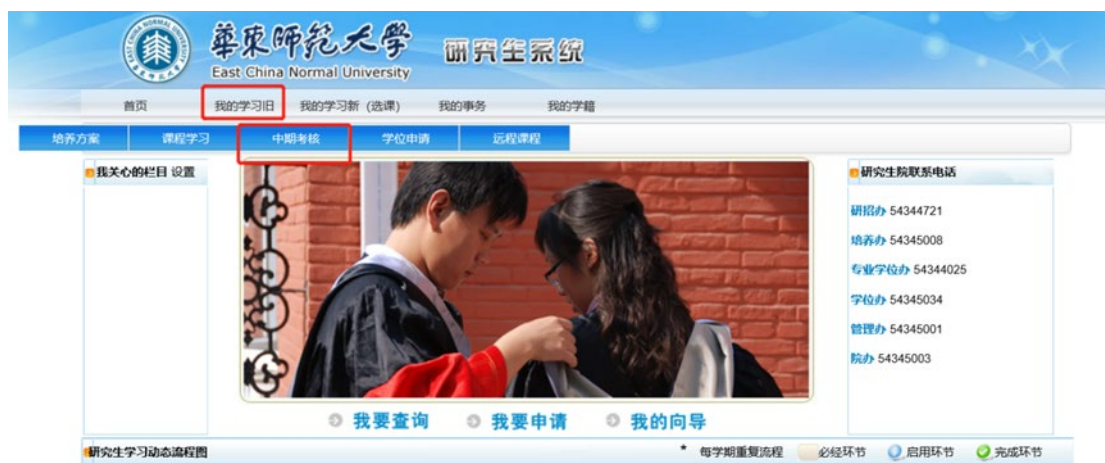 華東師範大學 研究生系统
East China Normal University
首页 我的学习旧 我的学习新 (选课) 我的事务 我的学籍
培养方案 课程学习 中期考核 学位申请 远程课程
我关心的栏目 设置
研究生院联系电话
研招办 54344721
培养办 54345008
专业学位办 54344025
学位办 54345034
管理办 54345001
院办 54345003
我要查询 我要申请 我的向导
研究生学习动态流程图 * 每学期重复流程 必经环节 启用环节 完成环节